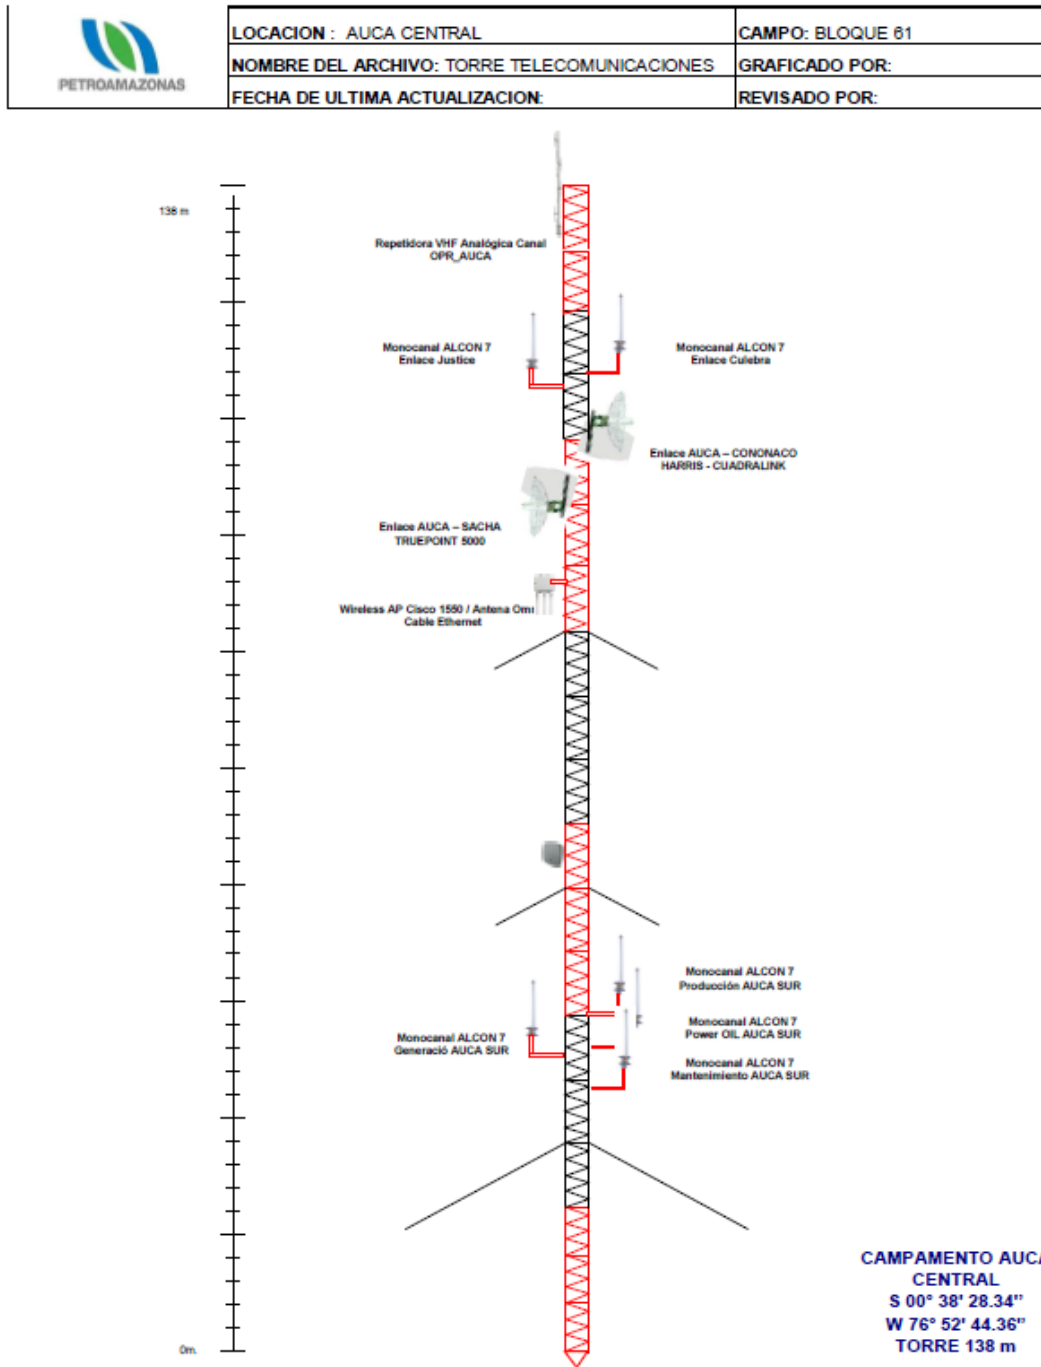 PETROAMAZONAS
LOCACION : AUCA CENTRAL
CAMPO: BLOQUE 61
NOMBRE DEL ARCHIVO: TORRE TELECOMUNICACIONES
GRAFICADO POR:
FECHA DE ULTIMA ACTUALIZACION:
REVISADO POR:
138 m
Repetidora VHF Analógica Canal
OPR_AUCA
Monocanal ALCON 7
Enlace Justice
Monocanal ALCON 7
Enlace Culebra
Enlace AUCA – CONONACO
HARRIS - CUADRALINK
Enlace AUCA – SACHA
TRUEPOINT 5000
Wireless AP Cisco 1550 / Antena Omi
Cable Ethernet
Monocanal ALCON 7
Producción AUCA SUR
Monocanal ALCON 7
Power OIL AUCA SUR
Monocanal ALCON 7
Generació AUCA SUR
Monocanal ALCON 7
Mantenimiento AUCA SUR
CAMPAMENTO AUCA
CENTRAL
S 00° 38' 28.34"
W 76° 52' 44.36"
TORRE 138 m
0m.